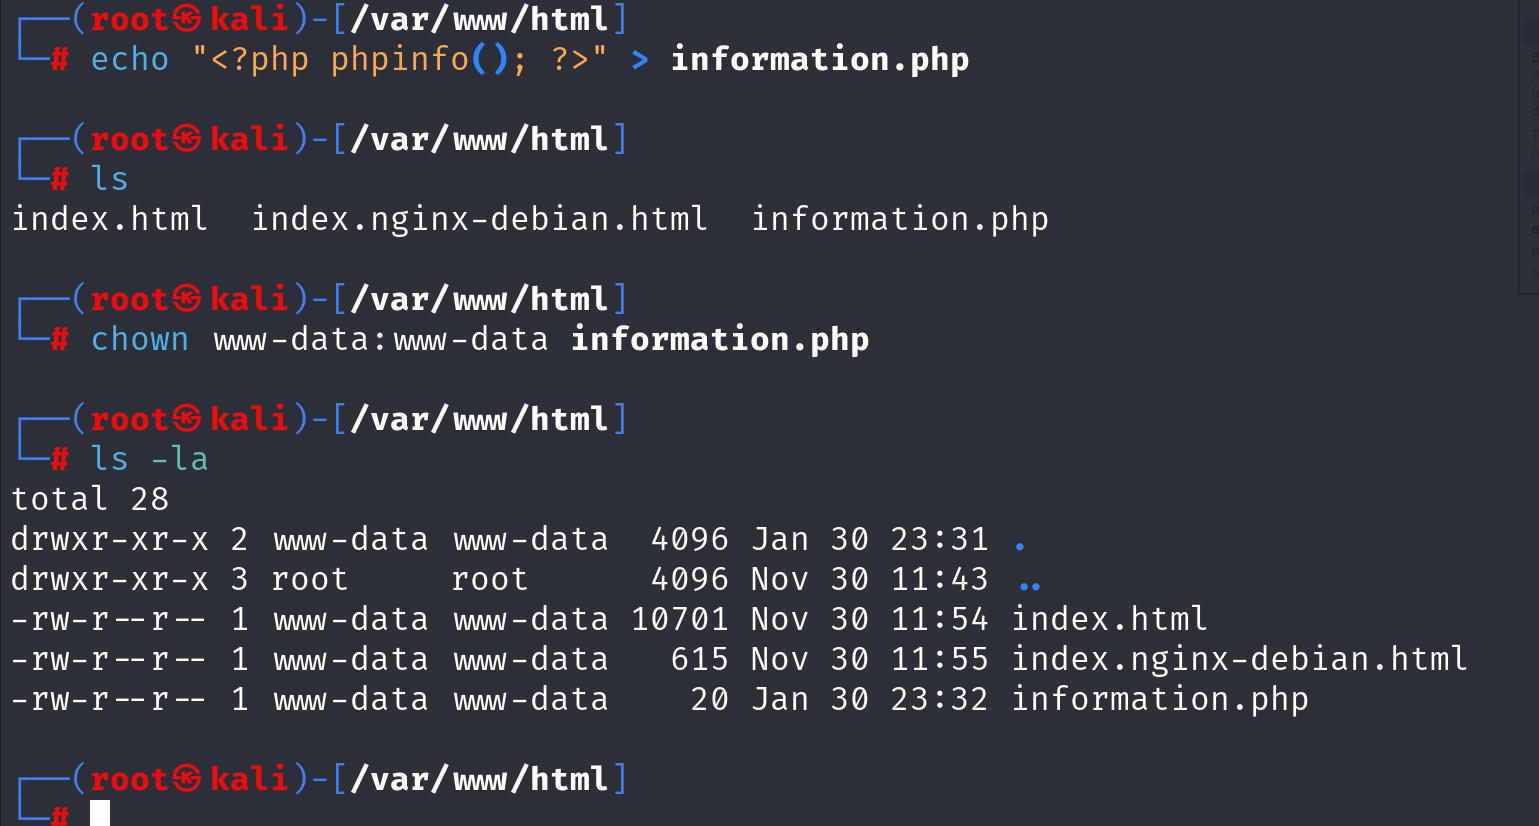 ┌──(root㉿kali)-[/var/www/html]
└─# echo "<?php phpinfo(); ?>" > information.php
┌──(root㉿kali)-[/var/www/html]
└─# ls
index.html  index.nginx-debian.html  information.php
┌──(root㉿kali)-[/var/www/html]
└─# chown www-data:www-data information.php
┌──(root㉿kali)-[/var/www/html]
└─# ls -la
total 28
drwxr-xr-x 2 www-data www-data  4096 Jan 30 23:31 .
drwxr-xr-x 3 root     root      4096 Nov 30 11:43 ..
-rw-r--r-- 1 www-data www-data 10701 Nov 30 11:54 index.html
-rw-r--r-- 1 www-data www-data   615 Nov 30 11:55 index.nginx-debian.html
-rw-r--r-- 1 www-data www-data    20 Jan 30 23:32 information.php
┌──(root㉿kali)-[/var/www/html]
└─#